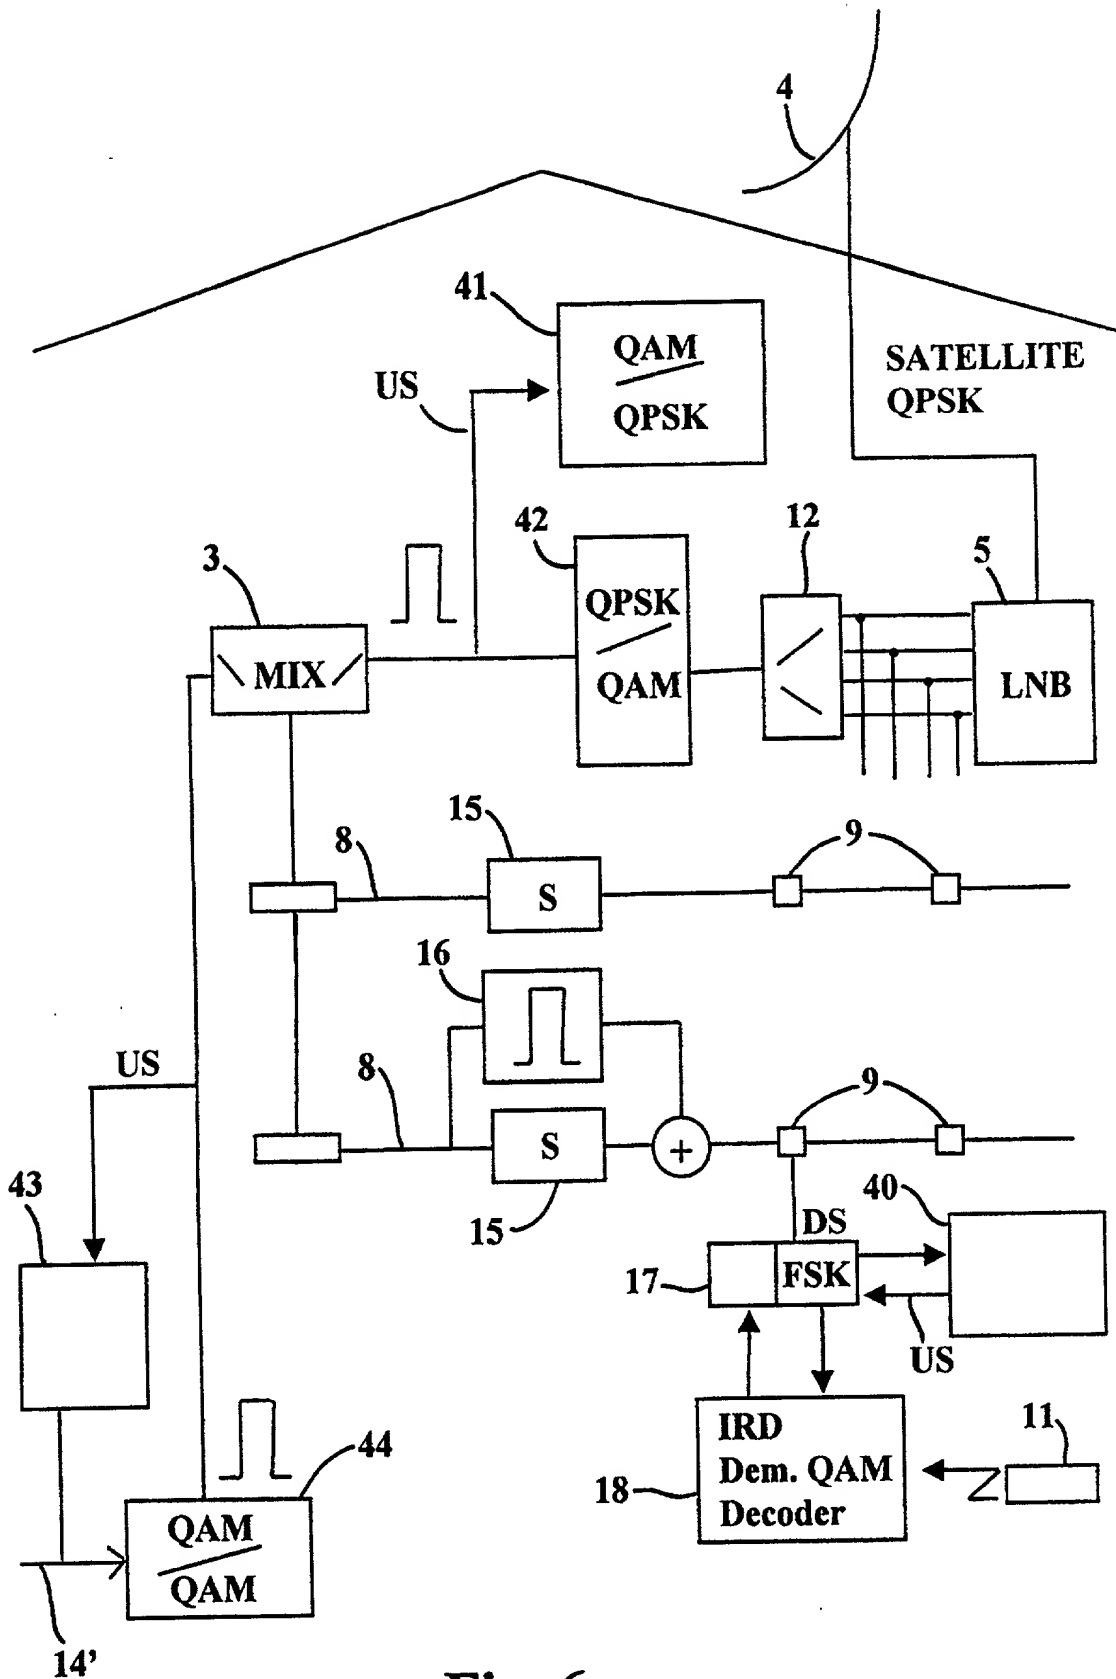 4
41
QAM
QPSK
US
SATELLITE
QPSK
42
12
3
5
QPSK
QAM
MIX
LNB
15
9
8
S
16
US
8
9
S
+
43
15
40
DS
17
FSK
US
IRD
Dem. QAM
Decoder
11
44
18
QAM
QAM
14'